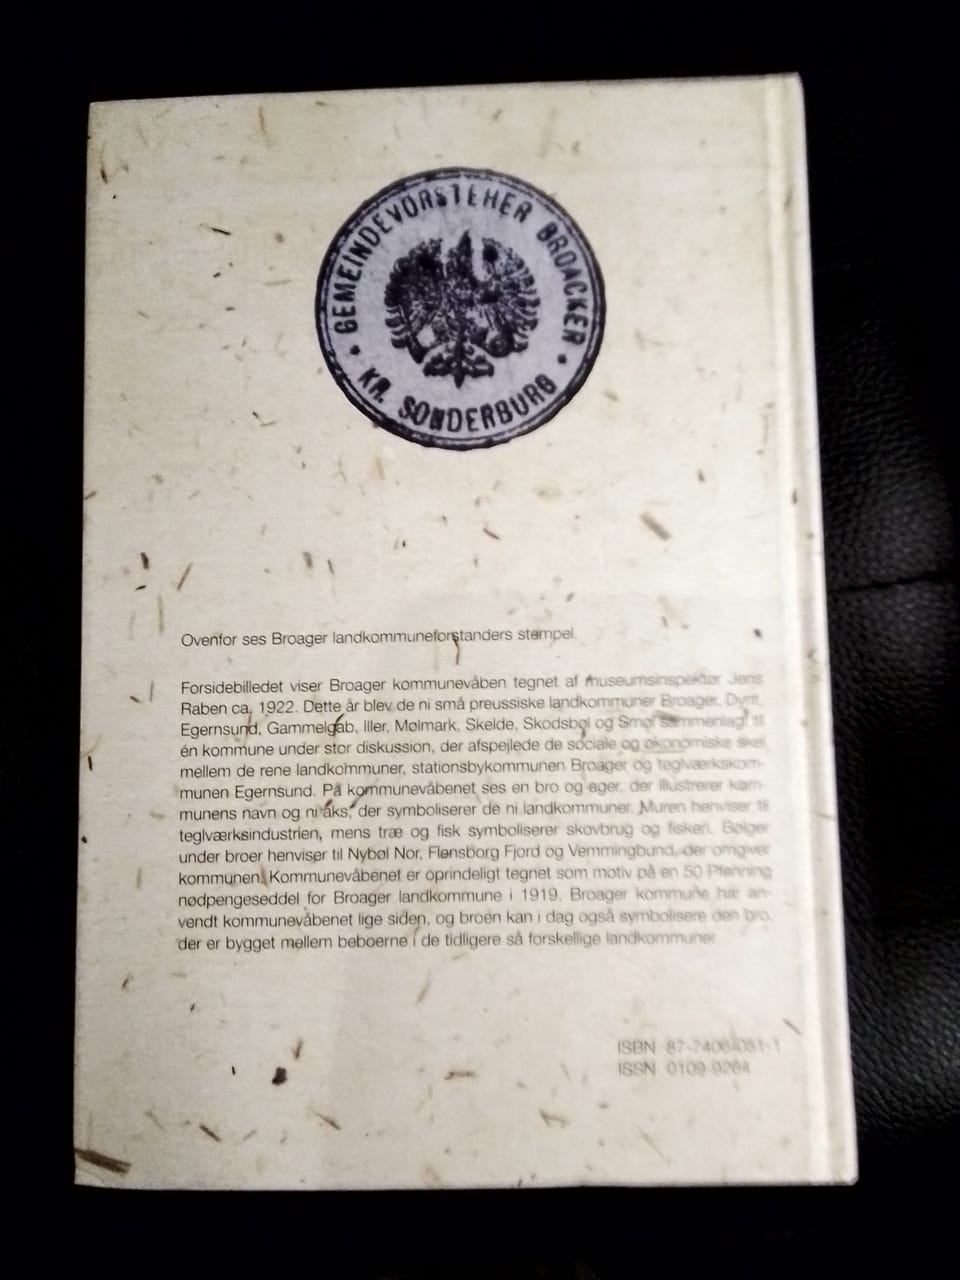 GEMEINDEVORSTEHER BROACKER
KR. SONDERBURG
Ovenfor ses Broager landkommuneforstanders stempel.
Forsidebilledet viser Broager kommunevåben tegnet af museumsinspektør Jens
Raben ca. 1922. Dette år blev de ni små preussiske landkommuner Broager, Dynt,
Egernsund, Gammelgab, Iller, Mølmark, Skelde, Skodsbøl og Smøl sammenlagt til
én kommune under stor diskussion, der afspejlede de sociale og økonomiske skel
mellem de rene landkommuner, stationsbykommunen Broager og teglværkskom-
munen Egernsund. På kommunevåbenet ses en bro og ager, der illustrerer kom-
munens navn og ni aks, der symboliserer de ni landkommuner. Muren henviser til
teglværksindustrien, mens træ og fisk symboliserer skovbrug og fiskeri. Bølger
under broer henviser til Nybøl Nor, Flensborg Fjord og Vemmingbund, der omgiver
kommunen. Kommunevåbenet er oprindeligt tegnet som motiv på en 50 Pfenning
nødpengeseddel for Broager landkommune i 1919. Broager kommune har an-
vendt kommunevåbenet lige siden, og broen kan i dag også symbolisere den bro,
der er bygget mellem beboerne i de tidligere så forskellige landkommuner.
ISBN 87-7406-051-1
ISSN 0109-9264